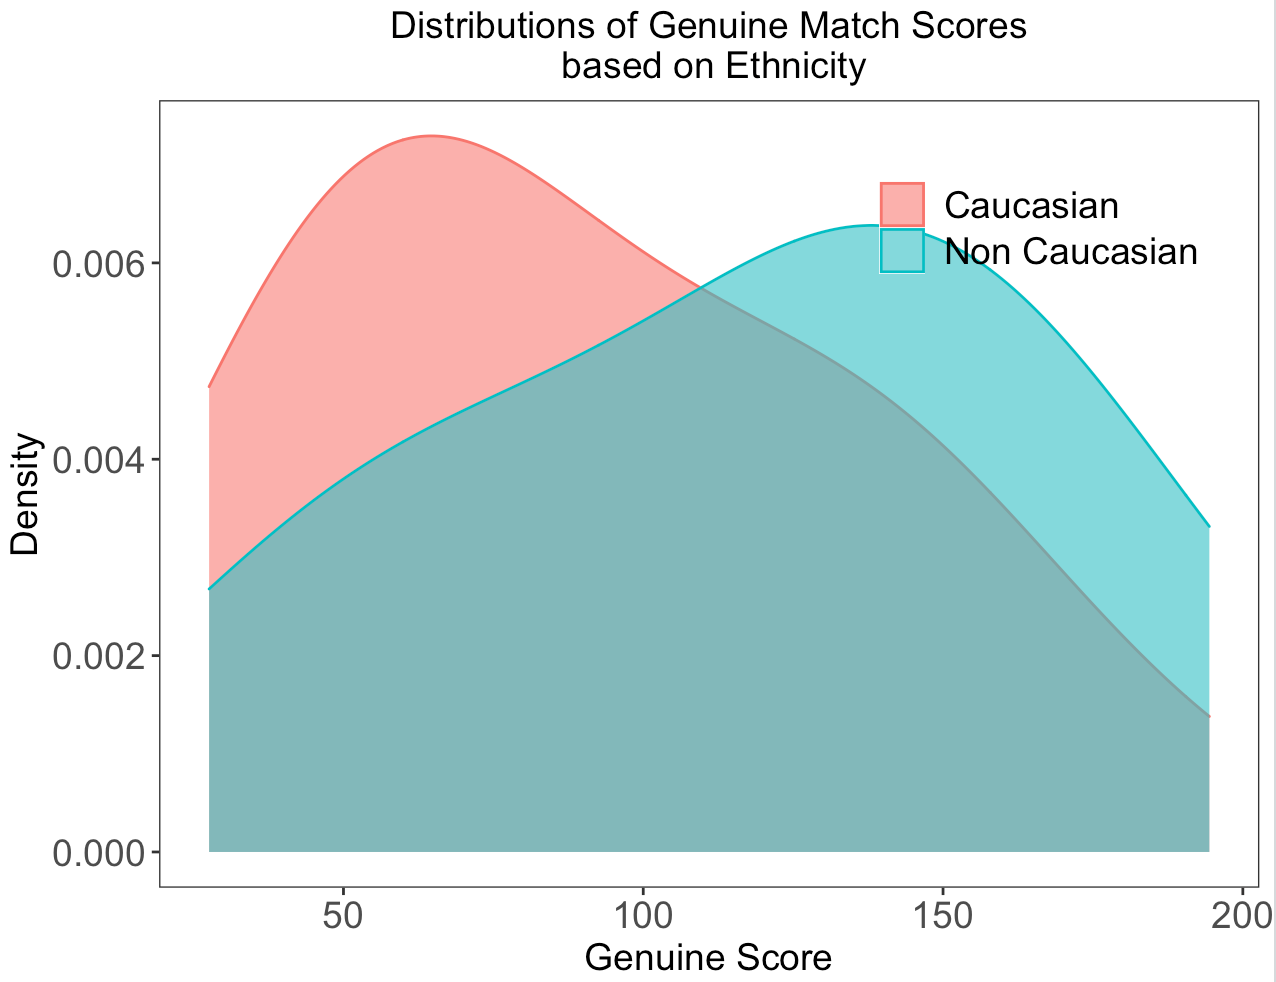 Distributions of Genuine Match Scores
based on Ethnicity
Caucasian
Non Caucasian
0.006
0.004
0.002
0.000
Density
50 100 150 200
Genuine Score